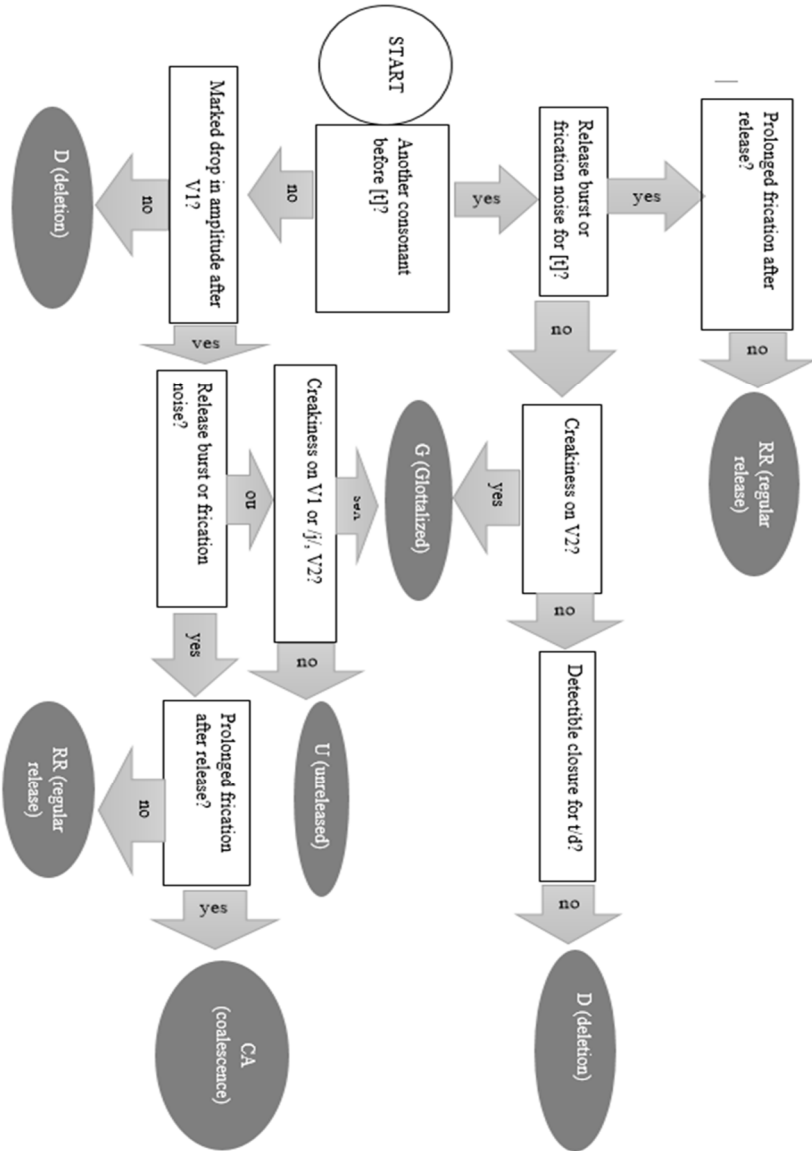 Prolonged frication after
release?
no
RR (regular
release)
yes
Release burst or
frication noise for [t]?
no
Creakiness on V2?
no
Detectible closure for t/d?
no
D (deletion)
yes
yes
START
Another consonant
before [t]?
G (Glottalized)
no
Creakiness on V1 or /j/, V2?
no
U (unreleased)
no
Marked drop in amplitude after
V1?
yes
Release burst or frication
noise?
yes
Prolonged frication
after release?
yes
CA
(coalescence)
no
D (deletion)
no
RR (regular
release)